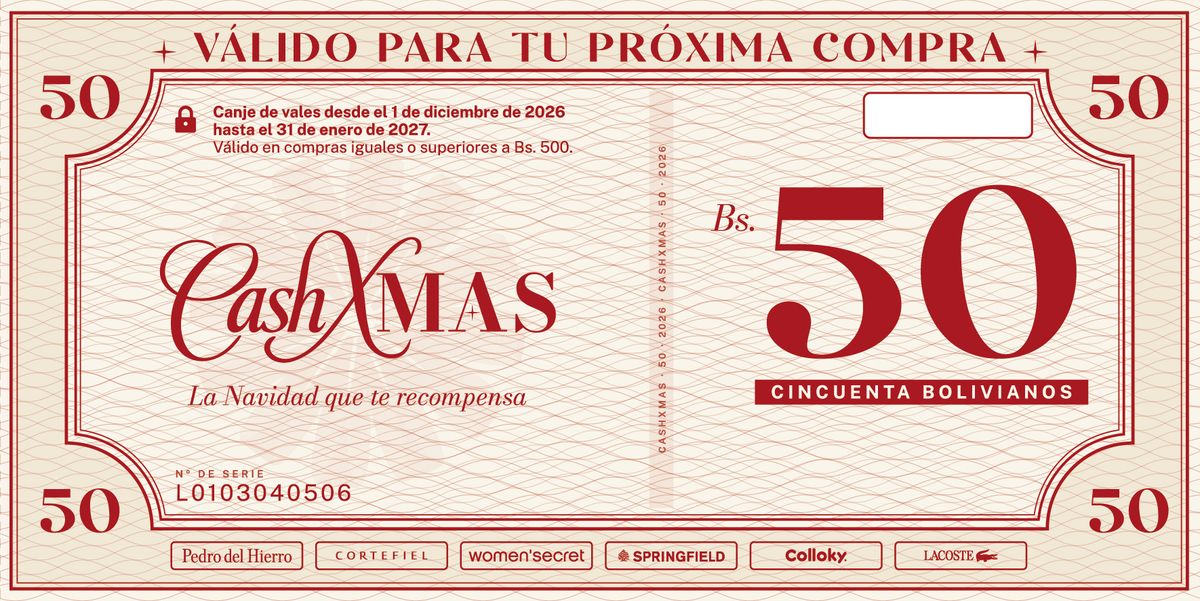 VÁLIDO PARA TU PRÓXIMA COMPRA
50
50
Canje de vales desde el 1 de diciembre de 2026
hasta el 31 de enero de 2027.
Válido en compras iguales o superiores a Bs. 500.
CashXMAS
La Navidad que te recompensa
CASHXMAS · 50 · 2026 · CASHXMAS · 50 · 2026
Bs. 50
CINCUENTA BOLIVIANOS
N° DE SERIE
L0103040506
50
50
Pedro del Hierro
CORTEFIEL
women'secret
SPRINGFIELD
Colloky
LACOSTE